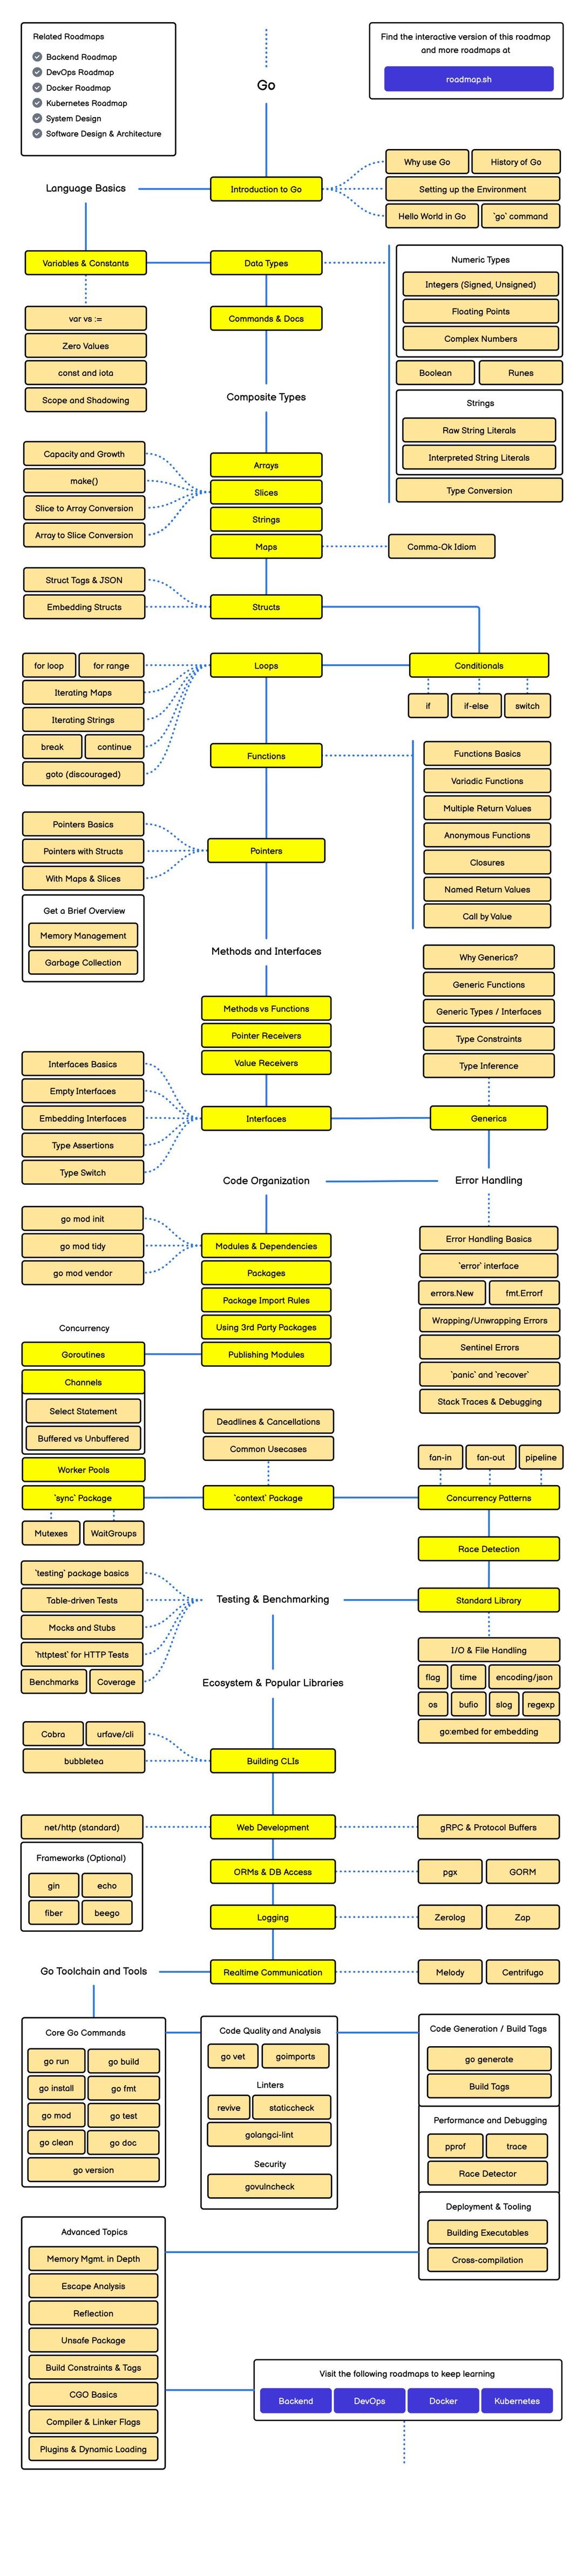 Related Roadmaps
Backend Roadmap
DevOps Roadmap
Docker Roadmap
Kubernetes Roadmap
System Design
Software Design & Architecture
Go
Find the interactive version of this roadmap
and more roadmaps at
roadmap.sh
Language Basics
Introduction to Go
Why use Go
History of Go
Setting up the Environment
Hello World in Go
`go` command
Variables & Constants
Data Types
Commands & Docs
var vs :=
Zero Values
const and iota
Scope and Shadowing
Numeric Types
Integers (Signed, Unsigned)
Floating Points
Complex Numbers
Boolean
Runes
Strings
Raw String Literals
Interpreted String Literals
Type Conversion
Composite Types
Arrays
Slices
Strings
Maps
Capacity and Growth
make()
Slice to Array Conversion
Array to Slice Conversion
Comma-Ok Idiom
Struct Tags & JSON
Embedding Structs
Structs
for loop
for range
Iterating Maps
Iterating Strings
break
continue
goto (discouraged)
Loops
Conditionals
if
if-else
switch
Functions
Functions Basics
Variadic Functions
Multiple Return Values
Anonymous Functions
Closures
Named Return Values
Call by Value
Pointers Basics
Pointers with Structs
With Maps & Slices
Pointers
Get a Brief Overview
Memory Management
Garbage Collection
Methods and Interfaces
Methods vs Functions
Pointer Receivers
Value Receivers
Why Generics?
Generic Functions
Generic Types / Interfaces
Type Constraints
Type Inference
Interfaces Basics
Empty Interfaces
Embedding Interfaces
Type Assertions
Type Switch
Interfaces
Generics
Code Organization
Error Handling
go mod init
go mod tidy
go mod vendor
Modules & Dependencies
Packages
Package Import Rules
Using 3rd Party Packages
Publishing Modules
Error Handling Basics
`error` interface
errors.New
fmt.Errorf
Wrapping/Unwrapping Errors
Sentinel Errors
`panic` and `recover`
Stack Traces & Debugging
Concurrency
Goroutines
Channels
Select Statement
Buffered vs Unbuffered
Worker Pools
`sync` Package
Mutexes
WaitGroups
Deadlines & Cancellations
Common Usecases
`context` Package
fan-in
fan-out
pipeline
Concurrency Patterns
Race Detection
Standard Library
`testing` package basics
Table-driven Tests
Mocks and Stubs
`httptest` for HTTP Tests
Benchmarks
Coverage
Testing & Benchmarking
I/O & File Handling
flag
time
encoding/json
os
bufio
slog
regexp
go:embed for embedding
Ecosystem & Popular Libraries
Cobra
urfave/cli
bubbletea
Building CLIs
net/http (standard)
Web Development
gRPC & Protocol Buffers
Frameworks (Optional)
gin
echo
fiber
beego
ORMs & DB Access
pgx
GORM
Logging
Zerolog
Zap
Go Toolchain and Tools
Realtime Communication
Melody
Centrifugo
Core Go Commands
go run
go build
go install
go fmt
go mod
go test
go clean
go doc
go version
Code Quality and Analysis
go vet
goimports
Linters
revive
staticcheck
golangci-lint
Security
govulncheck
Code Generation / Build Tags
go generate
Build Tags
Performance and Debugging
pprof
trace
Race Detector
Deployment & Tooling
Building Executables
Cross-compilation
Advanced Topics
Memory Mgmt. in Depth
Escape Analysis
Reflection
Unsafe Package
Build Constraints & Tags
CGO Basics
Compiler & Linker Flags
Plugins & Dynamic Loading
Visit the following roadmaps to keep learning
Backend
DevOps
Docker
Kubernetes